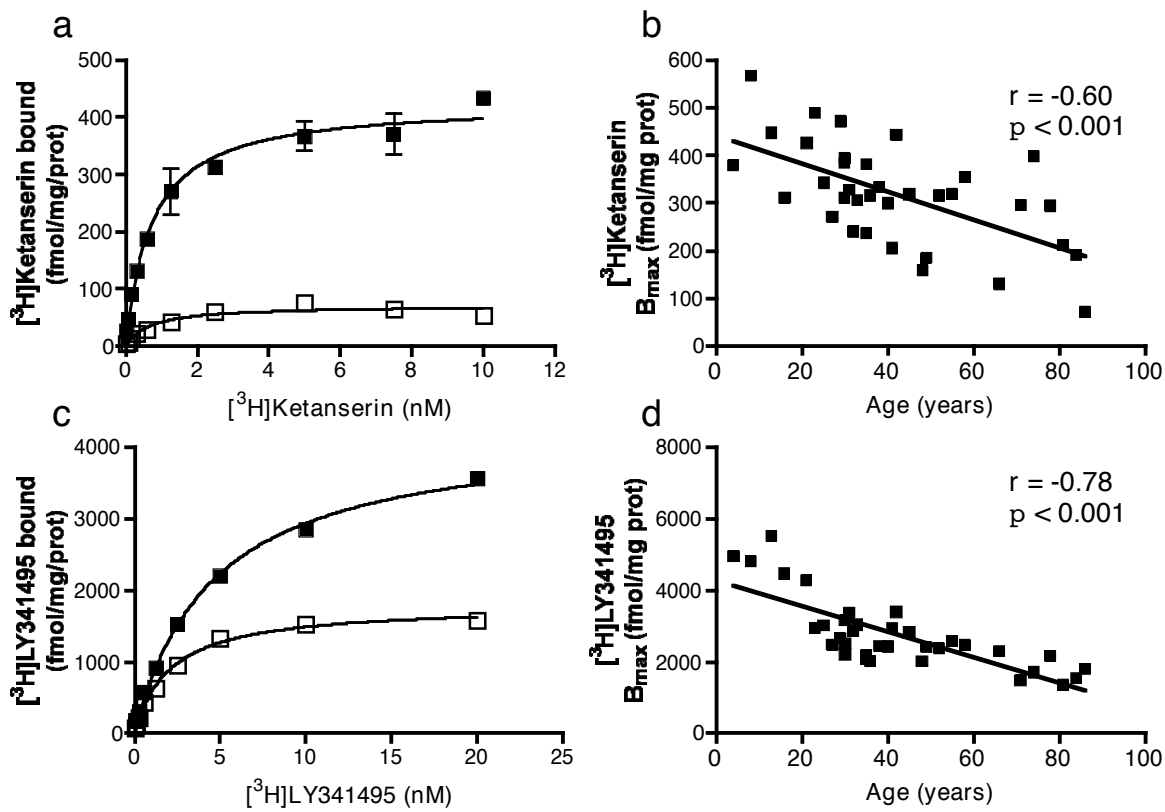 a
[³H]Ketanserin bound
(fmol/mg/prot)
500
400
300
200
100
0
0 2 4 6 8 10 12
[³H]Ketanserin (nM)
b
[³H]Ketanserin
Bmax (fmol/mg prot)
600
500
400
300
200
100
0
r = -0.60
p < 0.001
0 20 40 60 80 100
Age (years)
c
[³H]LY341495 bound
(fmol/mg/prot)
4000
3000
2000
1000
0
0 5 10 15 20 25
[³H]LY341495 (nM)
d
[³H]LY341495
Bmax (fmol/mg prot)
8000
6000
4000
2000
0
r = -0.78
p < 0.001
0 20 40 60 80 100
Age (years)